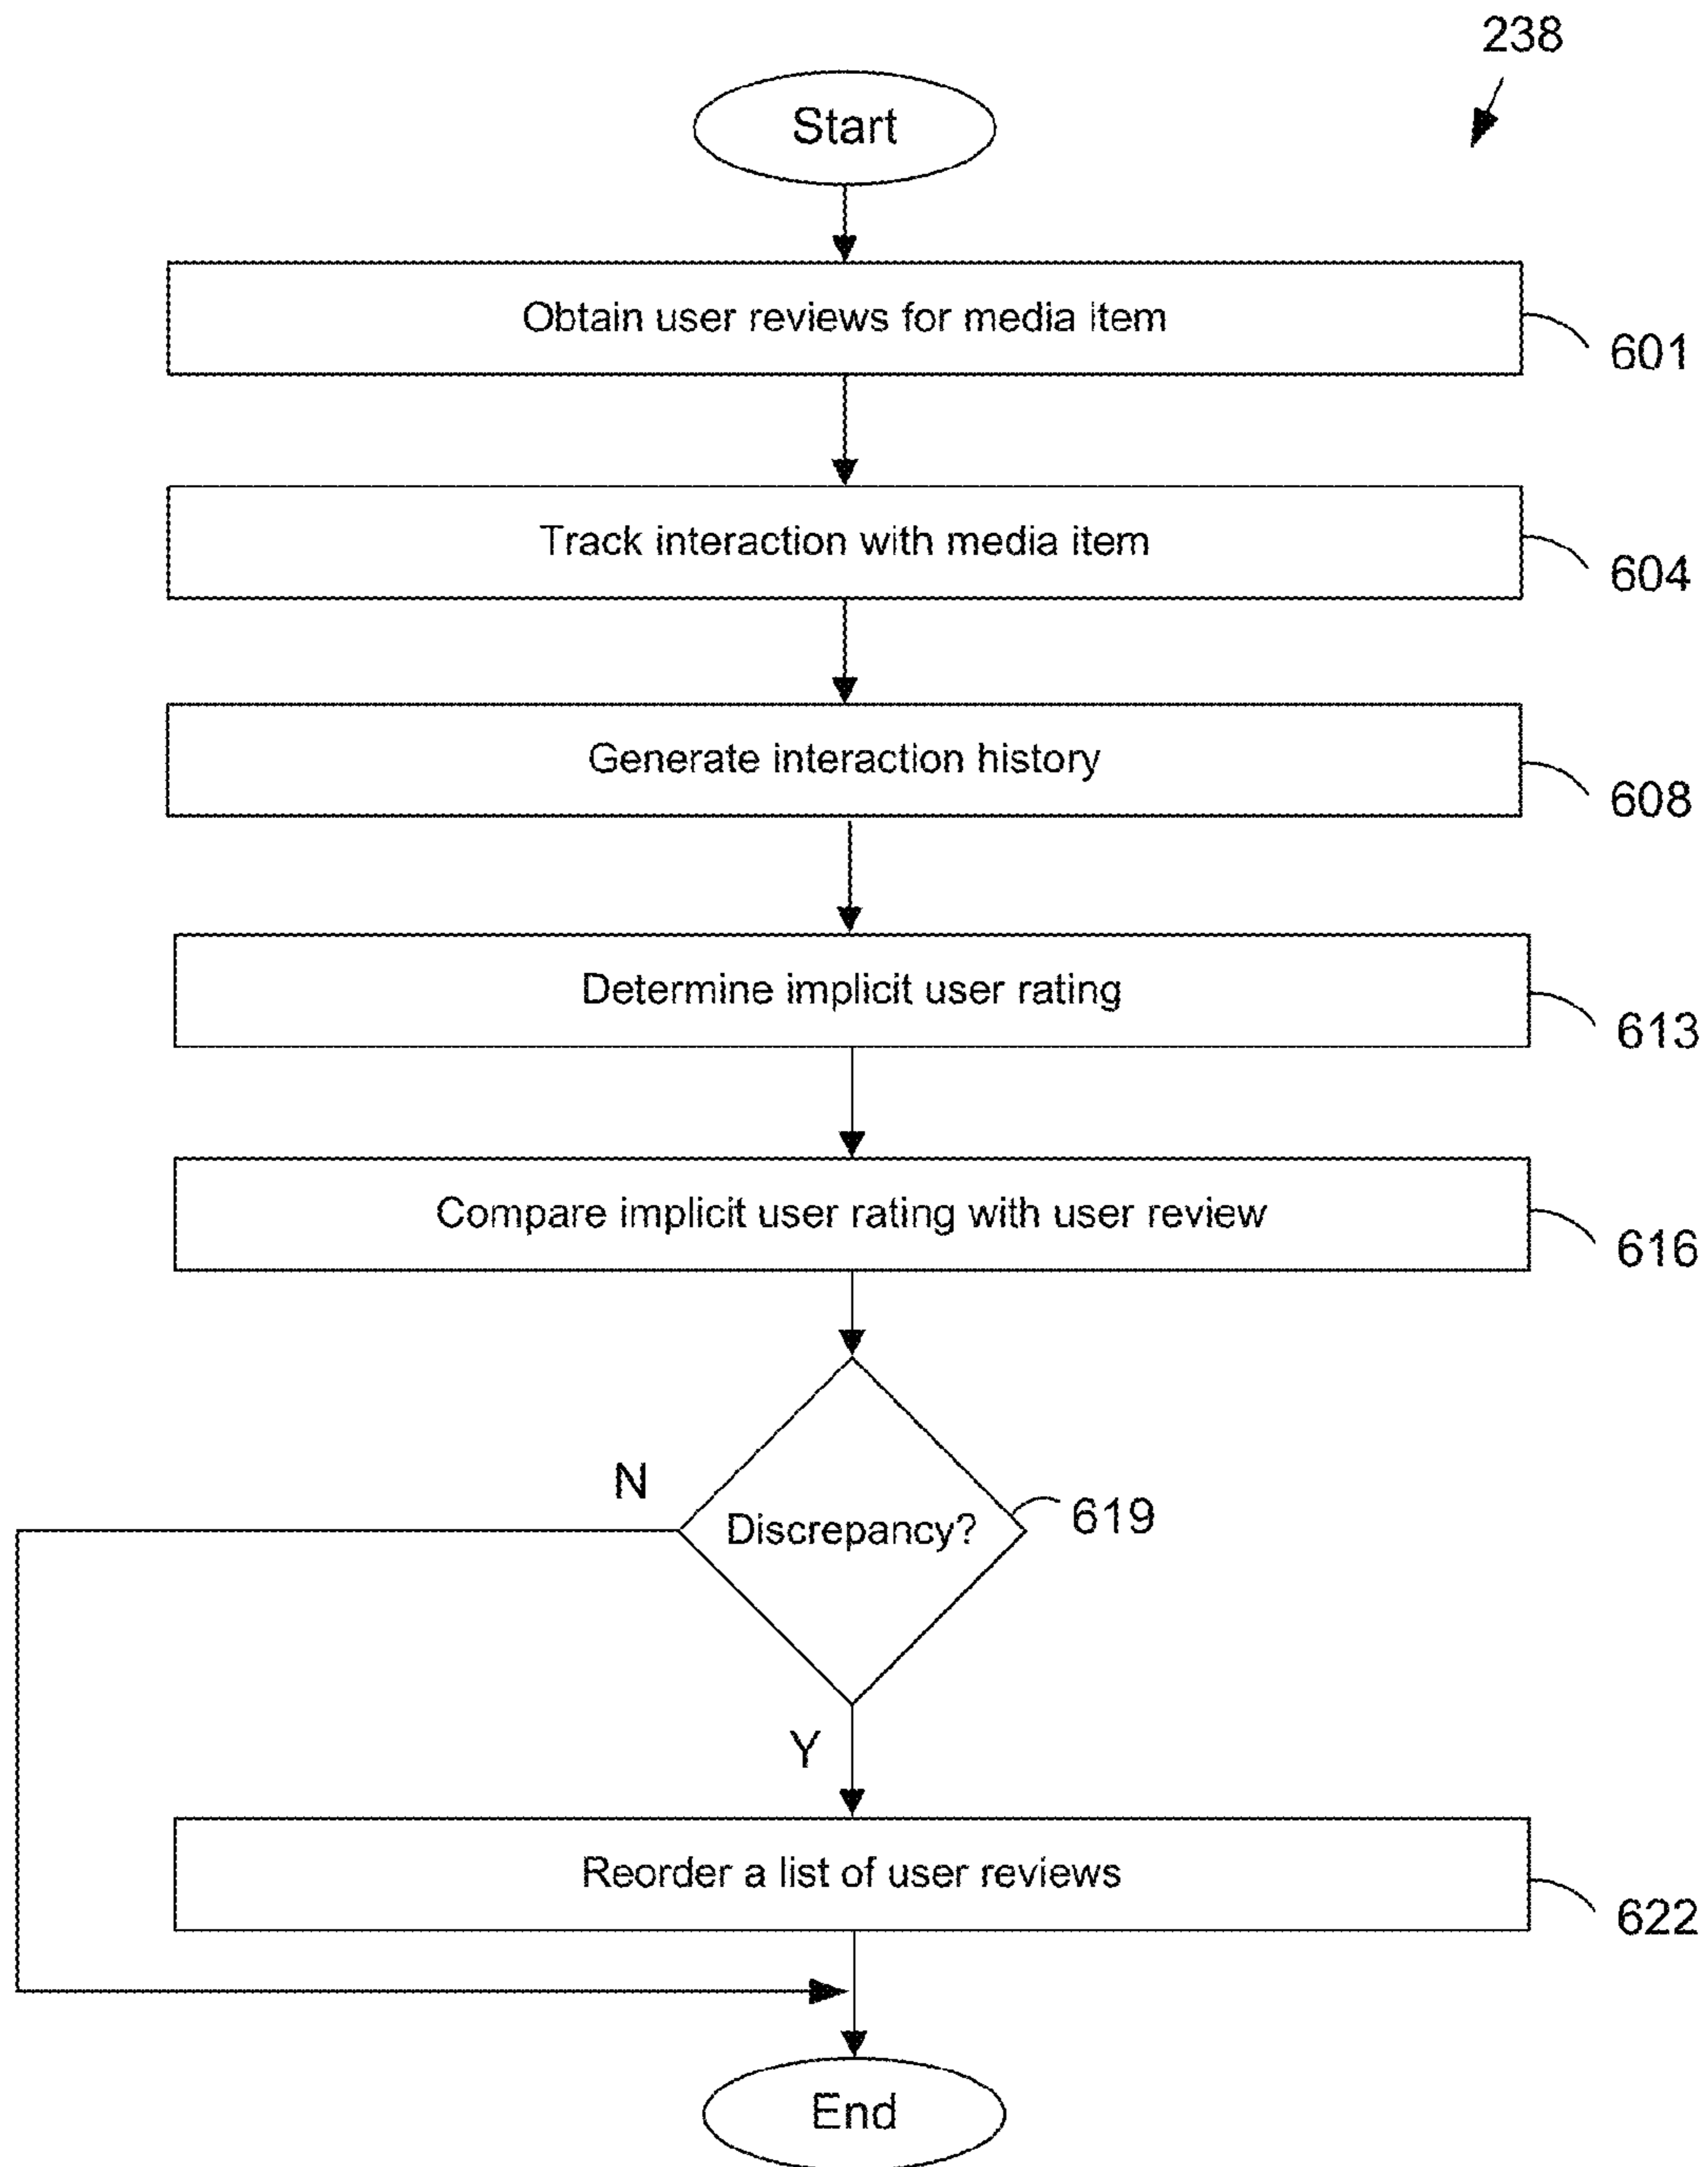 238
Start
Obtain user reviews for media item
601
Track interaction with media item
604
Generate interaction history
608
Determine implicit user rating
613
Compare implicit user rating with user review
616
N
Discrepancy?
619
Y
Reorder a list of user reviews
622
End